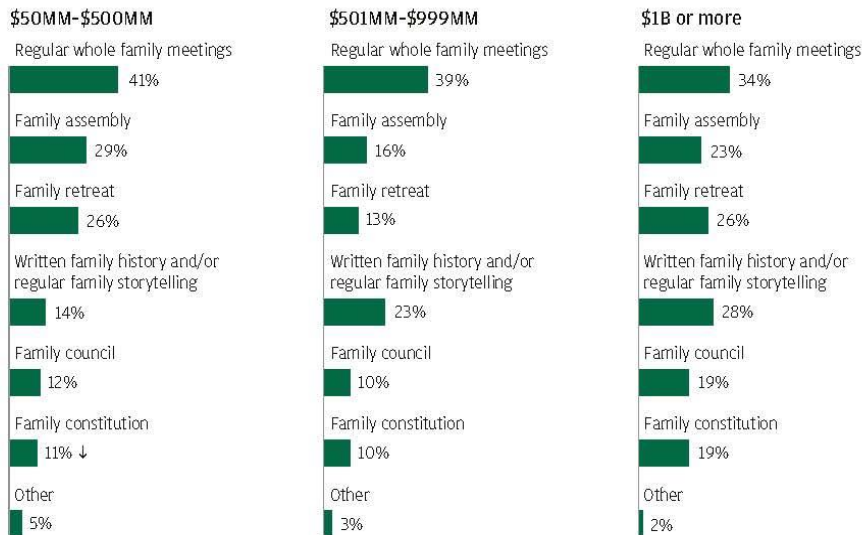 $50MM-$500MM
Regular whole family meetings
41%
Family assembly
29%
Family retreat
26%
Written family history and/or
regular family storytelling
14%
Family council
12%
Family constitution
11% ↓
Other
5%
$501MM-$999MM
Regular whole family meetings
39%
Family assembly
16%
Family retreat
13%
Written family history and/or
regular family storytelling
23%
Family council
10%
Family constitution
10%
Other
3%
$1B or more
Regular whole family meetings
34%
Family assembly
23%
Family retreat
26%
Written family history and/or
regular family storytelling
28%
Family council
19%
Family constitution
19%
Other
2%